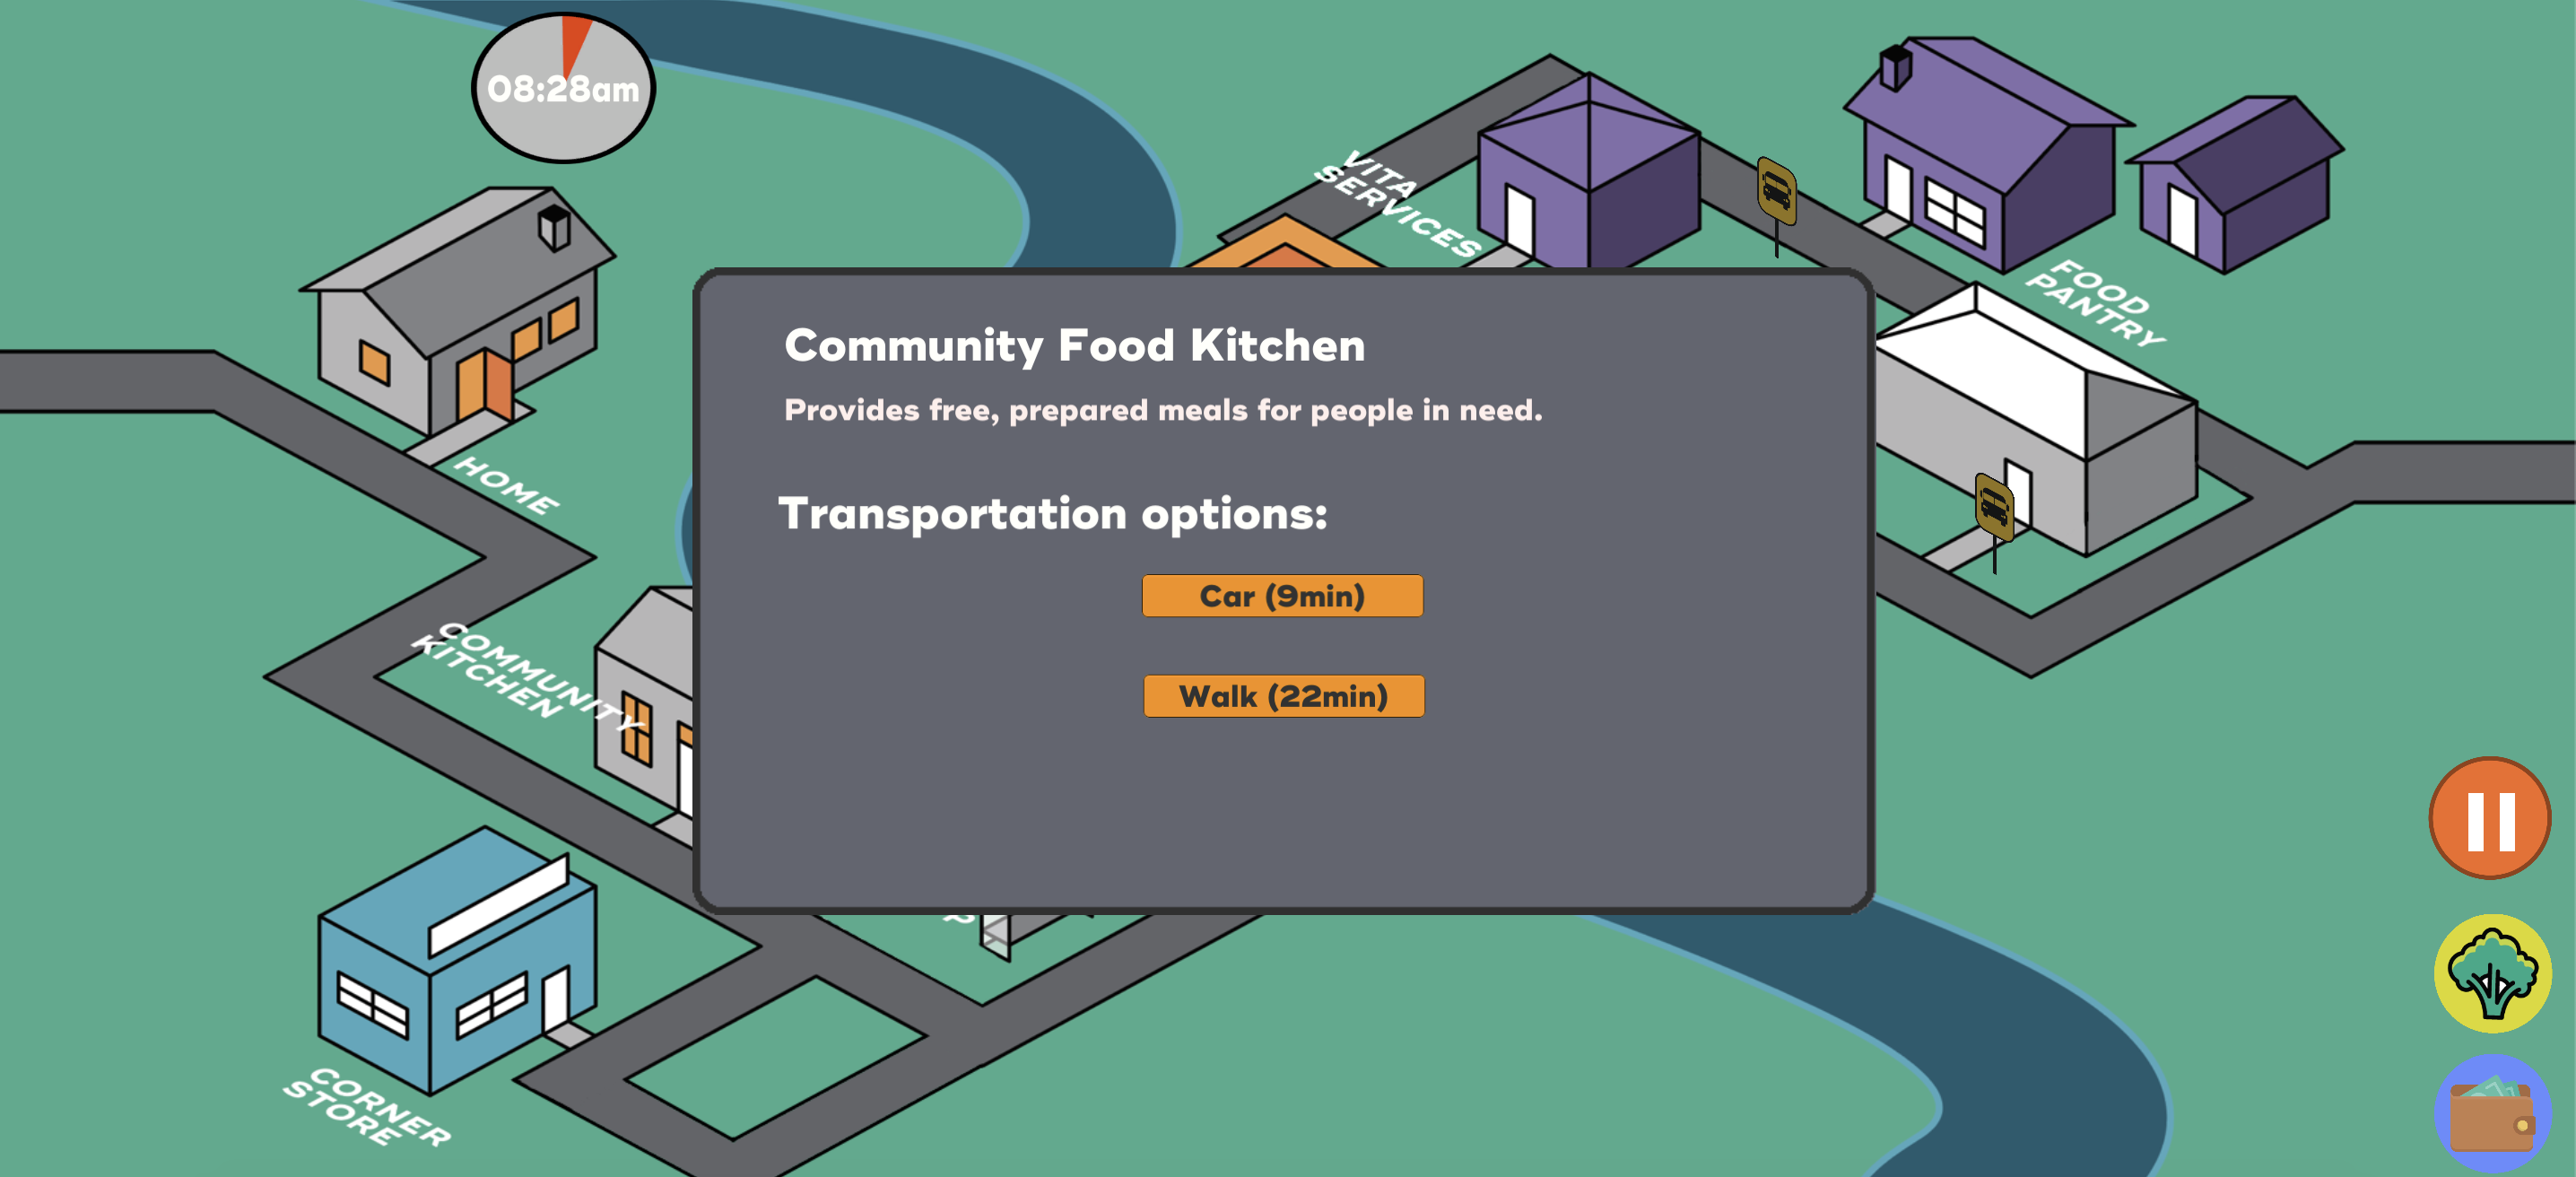 08:28am
VITA
SERVICES
FOOD
PANTRY
Community Food Kitchen
Provides free, prepared meals for people in need.
HOME
Transportation options:
Car (9min)
COMMUNITY
KITCHEN
Walk (22min)
CORNER
STORE